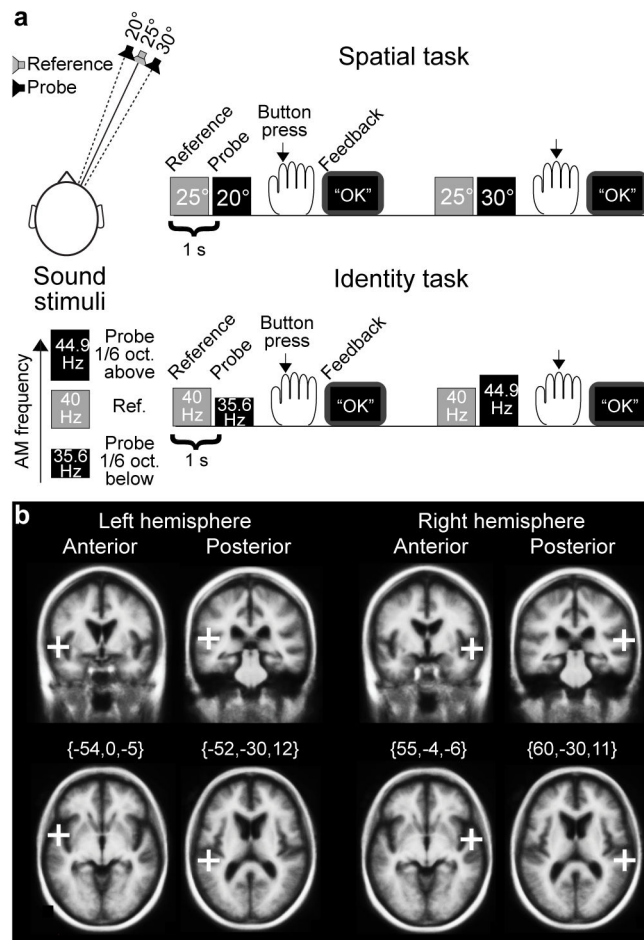 a
20°
25°
30°
Reference
Probe
Spatial task
Reference
Probe
Button
press
Feedback
25°
20°
"OK"
25°
30°
"OK"
1 s
Sound
stimuli
Identity task
AM frequency
44.9
Hz
Probe
1/6 oct.
above
40
Hz
Ref.
35.6
Hz
Probe
1/6 oct.
below
Reference
Probe
Button
press
Feedback
40
Hz
35.6
Hz
"OK"
40
Hz
44.9
Hz
"OK"
1 s
b
Left hemisphere
Right hemisphere
Anterior
Posterior
Anterior
Posterior
{-54,0,-5}
{-52,-30,12}
{55,-4,-6}
{60,-30,11}